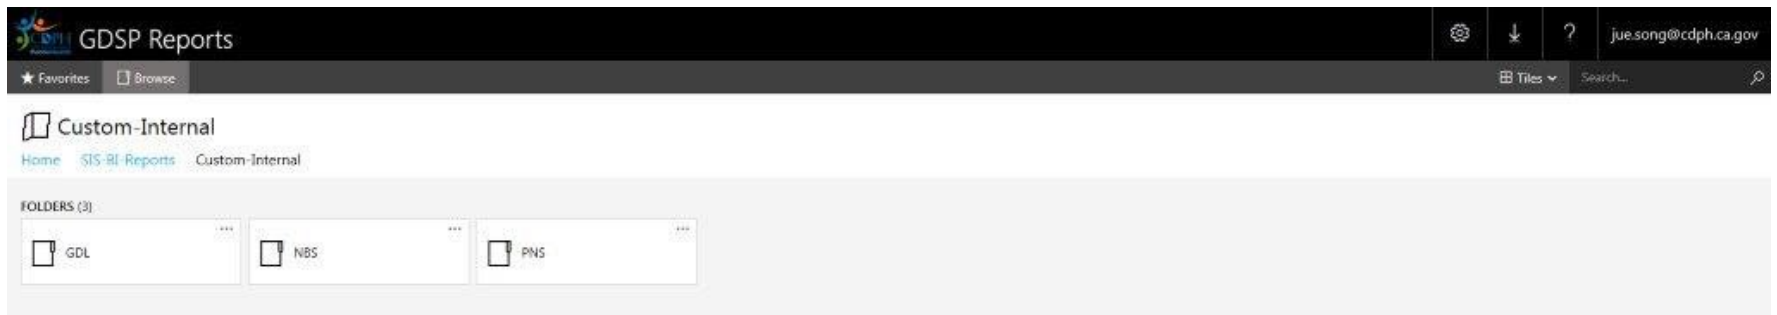 CDPH GDSP Reports ? jue.song@cdph.ca.gov
Favorites Browse Tiles Search...
Custom-Internal
Home SIS-BI-Reports Custom-Internal
FOLDERS (3)
GDL NBS PNS